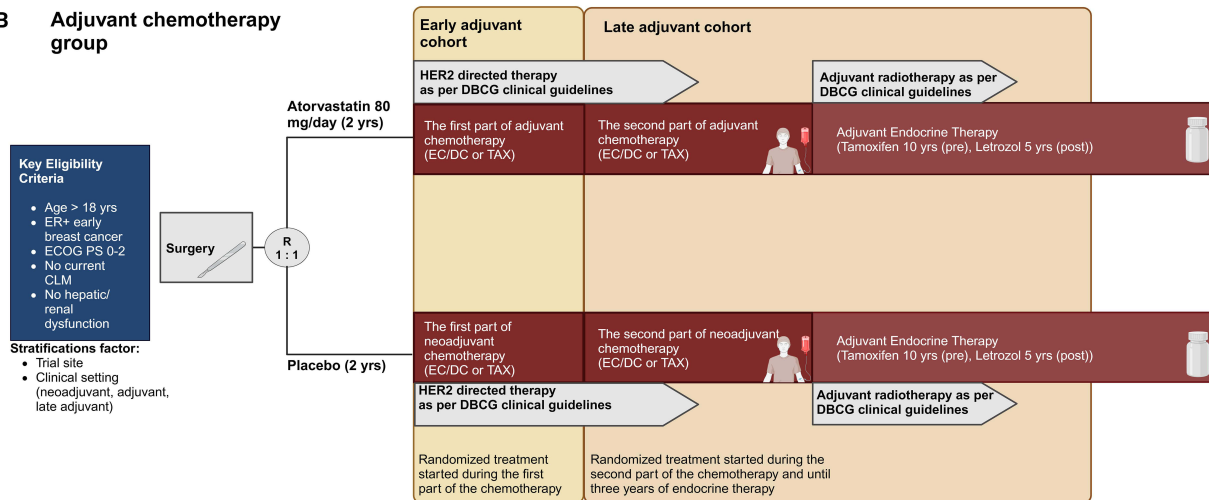 B
Adjuvant chemotherapy
group
Early adjuvant
cohort
Late adjuvant cohort
HER2 directed therapy
as per DBCG clinical guidelines
Adjuvant radiotherapy as per
DBCG clinical guidelines
Atorvastatin 80
mg/day (2 yrs)
The first part of adjuvant
chemotherapy
(EC/DC or TAX)
The second part of adjuvant
chemotherapy
(EC/DC or TAX)
Adjuvant Endocrine Therapy
(Tamoxifen 10 yrs (pre), Letrozol 5 yrs (post))
Key Eligibility
Criteria
• Age > 18 yrs
• ER+ early
breast cancer
• ECOG PS 0-2
• No current
CLM
• No hepatic/
renal
dysfunction
Surgery
R
1 : 1
Stratifications factor:
• Trial site
• Clinical setting
(neoadjuvant, adjuvant,
late adjuvant)
Placebo (2 yrs)
The first part of
neoadjuvant
chemotherapy
(EC/DC or TAX)
The second part of neoadjuvant
chemotherapy
(EC/DC or TAX)
Adjuvant Endocrine Therapy
(Tamoxifen 10 yrs (pre), Letrozol 5 yrs (post))
HER2 directed therapy
as per DBCG clinical guidelines
Adjuvant radiotherapy as per
DBCG clinical guidelines
Randomized treatment
started during the first
part of the chemotherapy
Randomized treatment started during the
second part of the chemotherapy and until
three years of endocrine therapy